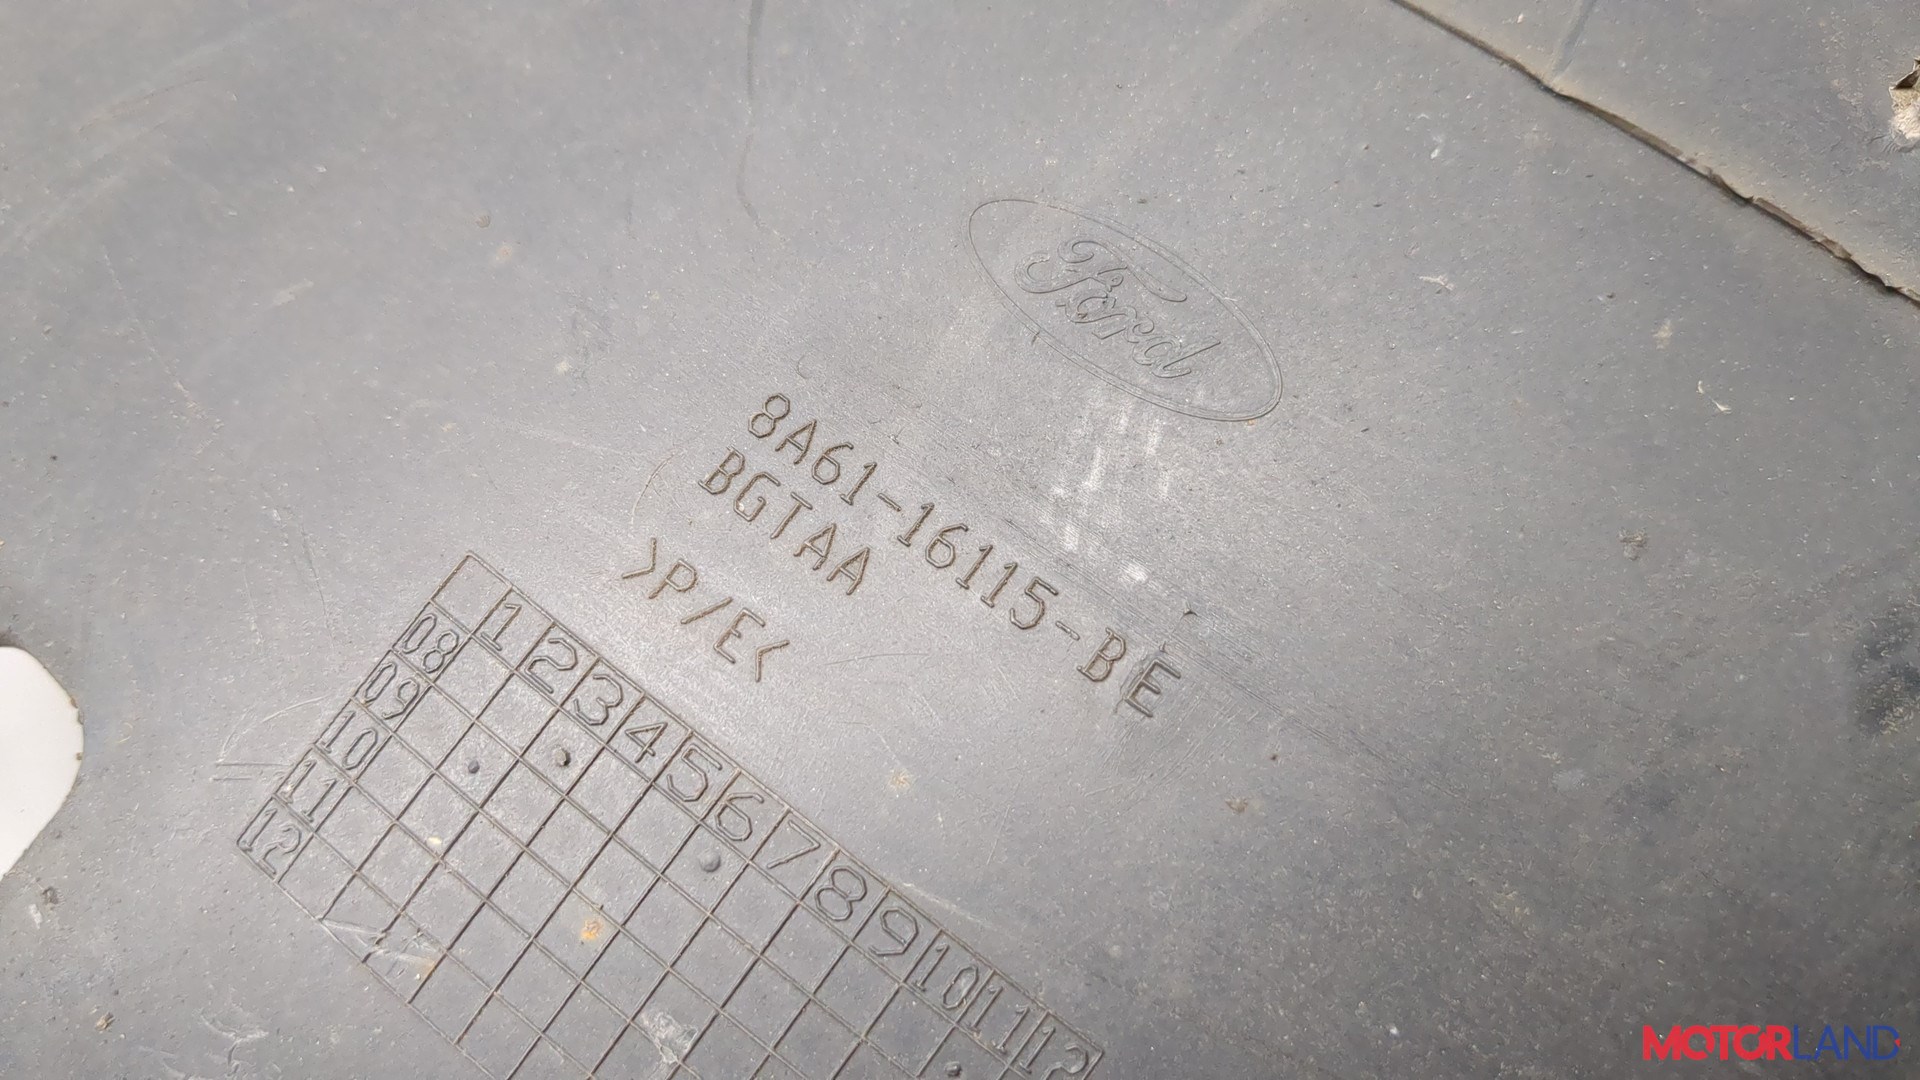 Ford
8A61-16115-BE
BGTAA
>P/E<
1 2 3 4 5 6 7 8 9 10 11 12
08
09
10
11
12
MOTORLAND